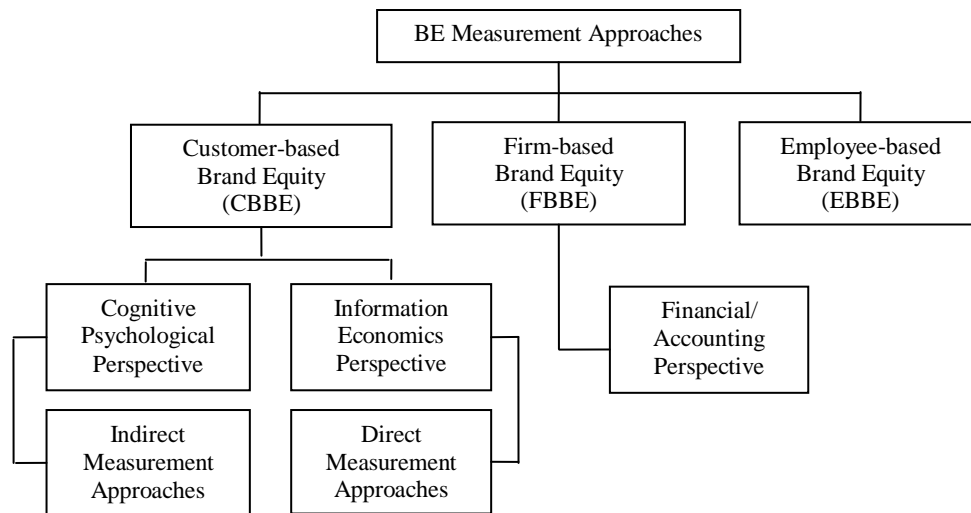 BE Measurement Approaches
Customer-based
Brand Equity
(CBBE)
Firm-based
Brand Equity
(FBBE)
Employee-based
Brand Equity
(EBBE)
Cognitive
Psychological
Perspective
Information
Economics
Perspective
Financial/
Accounting
Perspective
Indirect
Measurement
Approaches
Direct
Measurement
Approaches